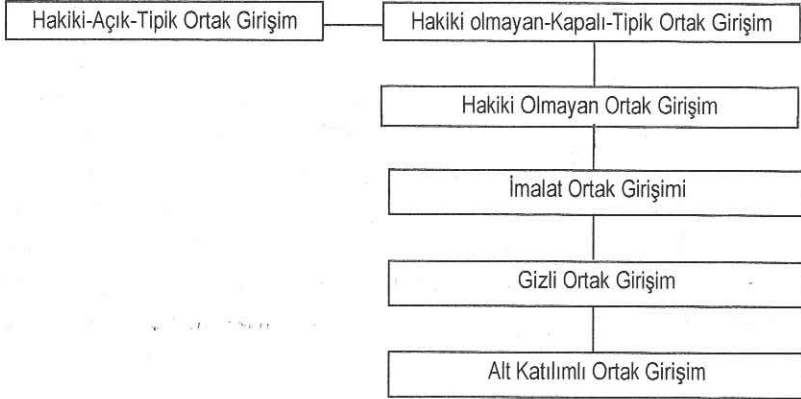 Hakiki-Açık-Tipik Ortak Girişim
Hakiki olmayan-Kapalı-Tipik Ortak Girişim
Hakiki Olmayan Ortak Girişim
İmalat Ortak Girişimi
Gizli Ortak Girişim
Alt Katılımlı Ortak Girişim